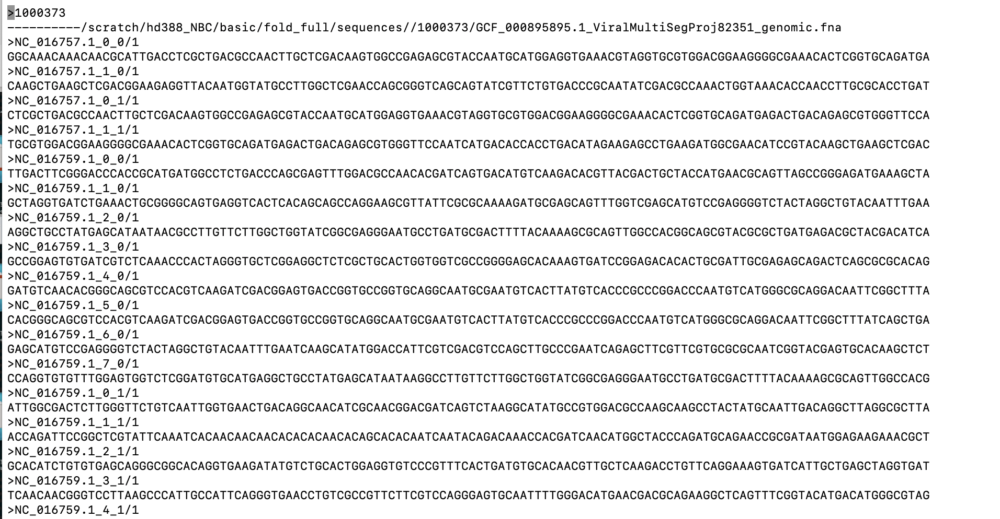 >1000373
----------/scratch/hd388_NBC/basic/fold_full/sequences//1000373/GCF_000895895.1_ViralMultiSegProj82351_genomic.fna
>NC_016757.1_0_0/1
GGCAAACAAACAACGCATTGACCTCGCTGACGCCAACTTGCTCGACAAGTGGCCGAGAGCGTACCAATGCATGGAGGTGAAACGTAGGTGCGTGGACGGAAGGGGCGAAACACTCGGTGCAGATGA
>NC_016757.1_1_0/1
CAAGCTGAAGCTCGACGGAAGAGGTTACAATGGTATGCCTTGGCTCGAACCAGCGGGTCAGCAGTATCGTTCTGTGACCCGCAATATCGACGCCAAACTGGTAAACACCAACCTTGCGCACCTGAT
>NC_016757.1_0_1/1
CTCGCTGACGCCAACTTGCTCGACAAGTGGCCGAGAGCGTACCAATGCATGGAGGTGAAACGTAGGTGCGTGGACGGAAGGGGCGAAACACTCGGTGCAGATGAGACTGACAGAGCGTGGGTTCCA
>NC_016757.1_1_1/1
TGCGTGGACGGAAGGGGCGAAACACTCGGTGCAGATGAGACTGACAGAGCGTGGGTTCCAATCATGACACCACCTGACATAGAAGAGCCTGAAGATGGCGAACATCCGTACAAGCTGAAGCTCGAC
>NC_016759.1_0_0/1
TTGACTTCGGGACCCACCGCATGATGGCCTCTGACCCAGCGAGTTTGGACGCCAACACGATCAGTGACATGTCAAGACACGTTACGACTGCTACCATGAACGCAGTTAGCCGGGAGATGAAAGCTA
>NC_016759.1_1_0/1
GCTAGGTGATCTGAAACTGCGGGGCAGTGAGGTCACTCACAGCAGCCAGGAAGCGTTATTCGCGCAAAAGATGCGAGCAGTTTGGTCGAGCATGTCCGAGGGGTCTACTAGGCTGTACAATTTGAA
>NC_016759.1_2_0/1
AGGCTGCCTATGAGCATAATAACGCCTTGTTCTTGGCTGGTATCGGCGAGGGAATGCCTGATGCGACTTTTACAAAAGCGCAGTTGGCCACGGCAGCGTACGCGCTGATGAGACGCTACGACATCA
>NC_016759.1_3_0/1
GCCGGAGTGTGATCGTCTCAAACCCACTAGGGTGCTCGGAGGCTCTCGCTGCACTGGTGGTCGCCGGGGAGCACAAAGTGATCCGGAGACACACTGCGATTGCGAGAGCAGACTCAGCGCGCACAG
>NC_016759.1_4_0/1
GATGTCAACACGGGCAGCGTCCACGTCAAGATCGACGGAGTGACCGGTGCCGGTGCAGGCAATGCGAATGTCACTTATGTCACCCGCCCGGACCCAATGTCATGGGCGCAGGACAATTCGGCTTTA
>NC_016759.1_5_0/1
CACGGGCAGCGTCCACGTCAAGATCGACGGAGTGACCGGTGCCGGTGCAGGCAATGCGAATGTCACTTATGTCACCCGCCCGGACCCAATGTCATGGGCGCAGGACAATTCGGCTTTATCAGCTGA
>NC_016759.1_6_0/1
GAGCATGTCCGAGGGGTCTACTAGGCTGTACAATTTGAATCAAGCATATGGACCATTCGTCGACGTCCAGCTTGCCCGAATCAGAGCTTCGTTCGTGCGCGCAATCGGTACGAGTGCACAAGCTCT
>NC_016759.1_7_0/1
CCAGGTGTGTTTGGAGTGGTCTCGGATGTGCATGAGGCTGCCTATGAGCATAATAAGGCCTTGTTCTTGGCTGGTATCGGCGAGGGAATGCCTGATGCGACTTTTACAAAAGCGCAGTTGGCCACG
>NC_016759.1_0_1/1
ATTGGCGACTCTTGGGTTCTGTCAATTGGTGAACTGACAGGCAACATCGCAACGGACGATCAGTCTAAGGCATATGCCGTGGACGCCAAGCAAGCCTACTATGCAATTGACAGGCTTAGGCGCTTA
>NC_016759.1_1_1/1
ACCAGATTCCGGCTCGTATTCAAATCACAACAACAACACACACAACACAGCACACAATCAATACAGACAAACCACGATCAACATGGCTACCCAGATGCAGAACCGCGATAATGGAGAAGAAACGCT
>NC_016759.1_2_1/1
GCACATCTGTGTGAGCAGGGCGGCACAGGTGAAGATATGTCTGCACTGGAGGTGTCCCGTTTCACTGATGTGCACAACGTTGCTCAAGACCTGTTCAGGAAAGTGATCATTGCTGAGCTAGGTGAT
>NC_016759.1_3_1/1
TCAACAACGGGTCCTTAAGCCCATTGCCATTCAGGGTGAACCTGTCGCCGTTCTTCGTCCAGGGAGTGCAATTTTGGGACATGAACGACGCAGAAGGCTCAGTTTCGGTACATGACATGGGCGTAG
>NC_016759.1_4_1/1